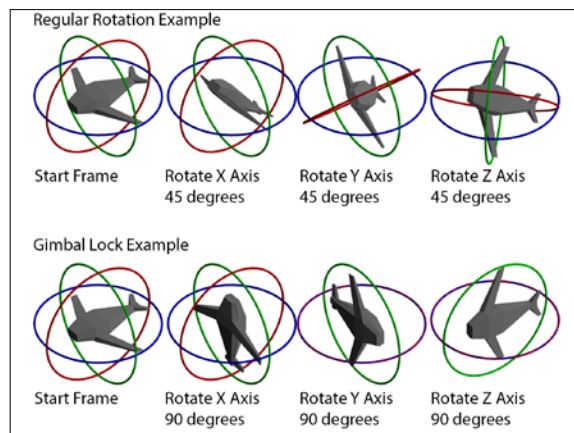 Regular Rotation Example
Start Frame
Rotate X Axis
45 degrees
Rotate Y Axis
45 degrees
Rotate Z Axis
45 degrees
Gimbal Lock Example
Start Frame
Rotate X Axis
90 degrees
Rotate Y Axis
90 degrees
Rotate Z Axis
90 degrees